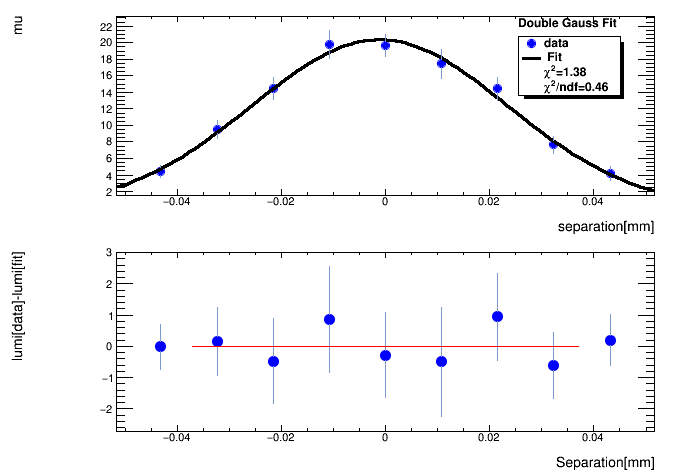 Double Gauss Fit
mu
data
Fit
χ²=1.38
χ²/ndf=0.46
22
20
18
16
14
12
10
8
6
4
2
−0.04 −0.02 0 0.02 0.04
separation[mm]
lumi[data]-lumi[fit]
3
2
1
0
−1
−2
−0.04 −0.02 0 0.02 0.04
Separation[mm]